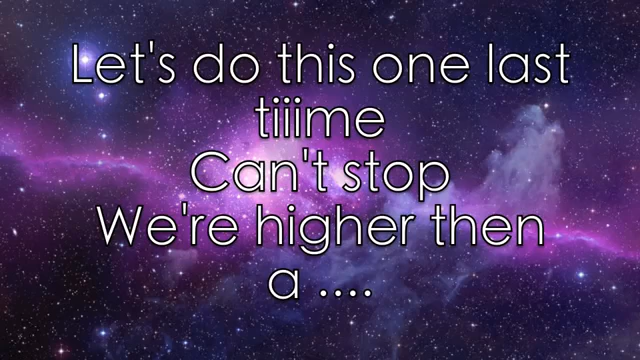 Let's do this one last
tiiime
Can't stop
We're higher then
a ....